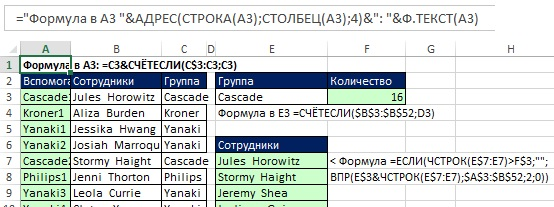 ="Формула в A3 "&АДРЕС(СТРОКА(A3);СТОЛБЕЦ(A3);4)&": "&Ф.ТЕКСТ(A3)
A B C D E F G H
1 Формула в A3: =C3&СЧЁТЕСЛИ(C$3:C3;C3)
2 Вспомога Сотрудники Группа Группа Количество
3 Cascade1 Jules Horowitz Cascade Cascade 16
4 Kroner1 Aliza Burden Kroner Формула в E3 =СЧЁТЕСЛИ($B$3:$B$52;D3)
5 Yanaki1 Jessika Hwang Yanaki
6 Yanaki2 Josiah Marroqu Yanaki Сотрудники
7 Cascade2 Stormy Haight Cascade Jules Horowitz < Формула =ЕСЛИ(ЧСТРОК(E$7:E7)>F$3;"";
8 Philips1 Jenni Thorton Philips Stormy Haight ВПР(E$3&ЧСТРОК(E$7:E7);$A$3:$B$52;2;0))
9 Yanaki3 Leola Currie Yanaki Jeremy Shea